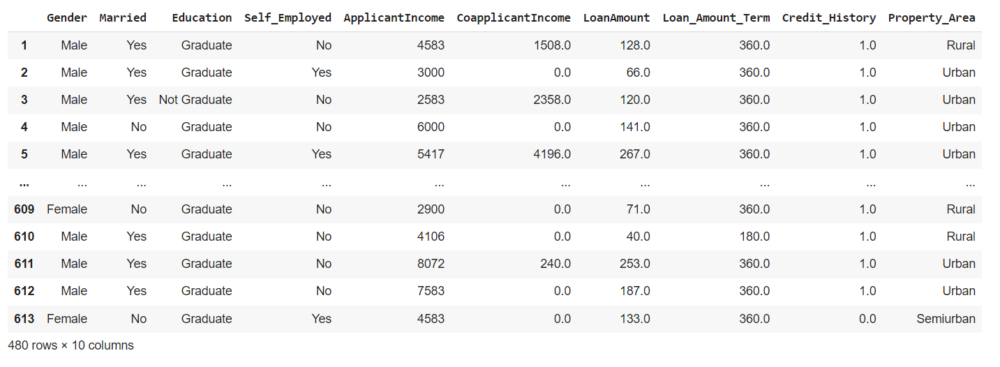 Gender Married Education Self_Employed ApplicantIncome CoapplicantIncome LoanAmount Loan_Amount_Term Credit_History Property_Area
1 Male Yes Graduate No 4583 1508.0 128.0 360.0 1.0 Rural
2 Male Yes Graduate Yes 3000 0.0 66.0 360.0 1.0 Urban
3 Male Yes Not Graduate No 2583 2358.0 120.0 360.0 1.0 Urban
4 Male No Graduate No 6000 0.0 141.0 360.0 1.0 Urban
5 Male Yes Graduate Yes 5417 4196.0 267.0 360.0 1.0 Urban
... ... ... ... ... ... ... ... ... ... ...
609 Female No Graduate No 2900 0.0 71.0 360.0 1.0 Rural
610 Male Yes Graduate No 4106 0.0 40.0 180.0 1.0 Rural
611 Male Yes Graduate No 8072 240.0 253.0 360.0 1.0 Urban
612 Male Yes Graduate No 7583 0.0 187.0 360.0 1.0 Urban
613 Female No Graduate Yes 4583 0.0 133.0 360.0 0.0 Semiurban
480 rows × 10 columns